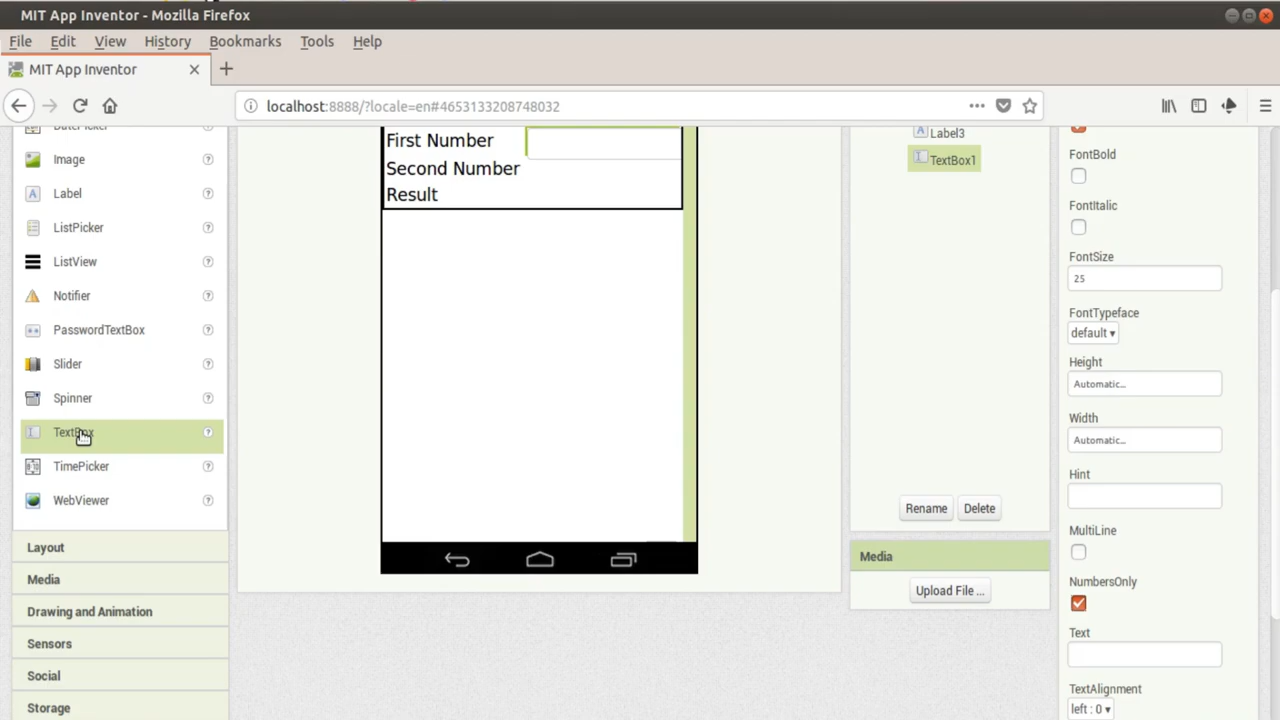 MIT App Inventor - Mozilla Firefox
File Edit View History Bookmarks Tools Help
MIT App Inventor
localhost:8888/?locale=en#4653133208748032
DatePicker
Image
Label
ListPicker
ListView
Notifier
PasswordTextBox
Slider
Spinner
TextBox
TimePicker
WebViewer
Layout
Media
Drawing and Animation
Sensors
Social
Storage
First Number
Second Number
Result
Label3
TextBox1
Rename Delete
Media
Upload File ...
FontBold
FontItalic
FontSize
25
FontTypeface
default
Height
Automatic...
Width
Automatic...
Hint
MultiLine
NumbersOnly
Text
TextAlignment
left : 0